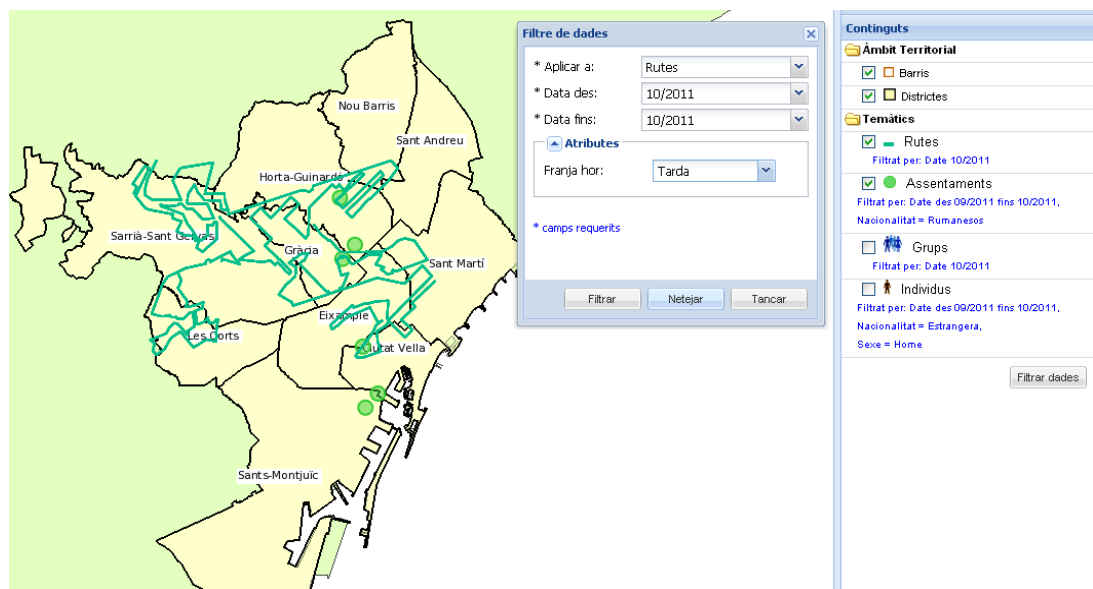 Nou Barris
Sant Andreu
Horta-Guinardó
Sarrià-Sant Gervas
Gràcia
Sant Martí
Eixample
Les Corts
Ciutat Vella
Sants-Montjuïc
Filtre de dades
* Aplicar a: Rutes
* Data des: 10/2011
* Data fins: 10/2011
Atributes
Franja hor: Tarda
* camps requerits
Filtrar Netejar Tancar
Continguts
Àmbit Territorial
Barris
Districtes
Temàtics
Rutes
Filtrat per: Date 10/2011
Assentaments
Filtrat per: Date des 09/2011 fins 10/2011,
Nacionalitat = Rumanesos
Grups
Filtrat per: Date 10/2011
Individus
Filtrat per: Date des 09/2011 fins 10/2011,
Nacionalitat = Estrangera,
Sexe = Home
Filtrar dades